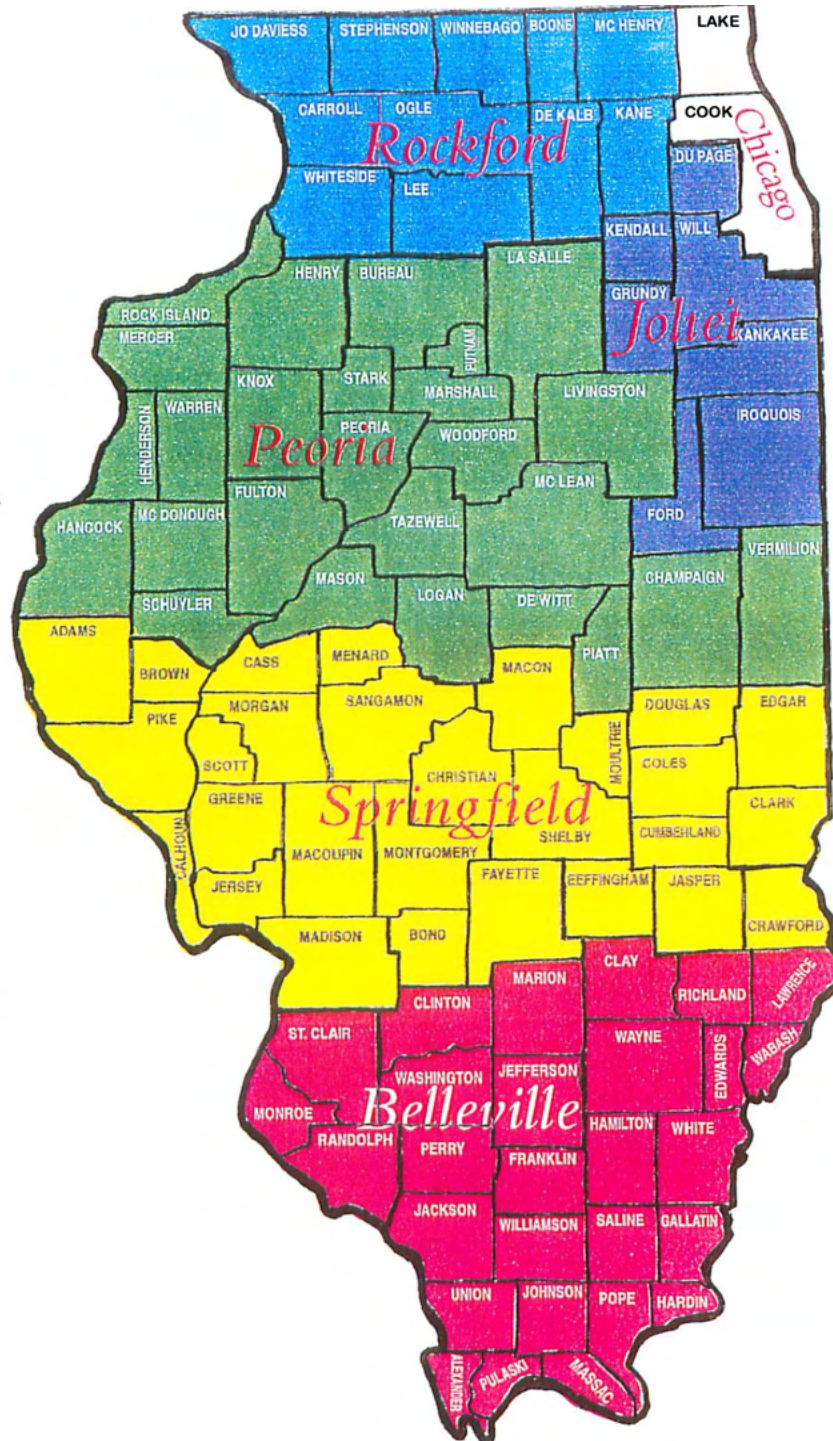 JO DAVIESS
STEPHENSON
WINNEBAGO
BOONE
MC HENRY
LAKE
CARROLL
OGLE
DE KALB
KANE
COOK
Chicago
Rockford
DU PAGE
WHITESIDE
LEE
KENDALL
WILL
HENRY
BUREAU
LA SALLE
GRUNDY
ROCK ISLAND
Joliet
MERCER
PUTNAM
KANKAKEE
KNOX
STARK
MARSHALL
LIVINGSTON
HENDERSON
WARREN
PEORIA
IROQUOIS
Peoria
WOODFORD
FULTON
MC LEAN
HANCOCK
MC DONOUGH
TAZEWELL
FORD
VERMILION
MASON
CHAMPAIGN
SCHUYLER
LOGAN
DE WITT
ADAMS
PIATT
BROWN
CASS
MENARD
MACON
PIKE
MORGAN
SANGAMON
DOUGLAS
EDGAR
SCOTT
CHRISTIAN
MOULTRIE
COLES
GREENE
Springfield
CLARK
CALHOUN
MACOUPIN
MONTGOMERY
SHELBY
CUMBERLAND
JERSEY
FAYETTE
EEFFINGHAM
JASPER
MADISON
BOND
CRAWFORD
CLAY
MARION
LAWRENCE
CLINTON
RICHLAND
ST. CLAIR
WAYNE
EDWARDS
WABASH
WASHINGTON
JEFFERSON
Belleville
MONROE
RANDOLPH
PERRY
HAMILTON
WHITE
FRANKLIN
JACKSON
WILLIAMSON
SALINE
GALLATIN
UNION
JOHNSON
POPE
HARDIN
ALEXANDER
PULASKI
MASSAC